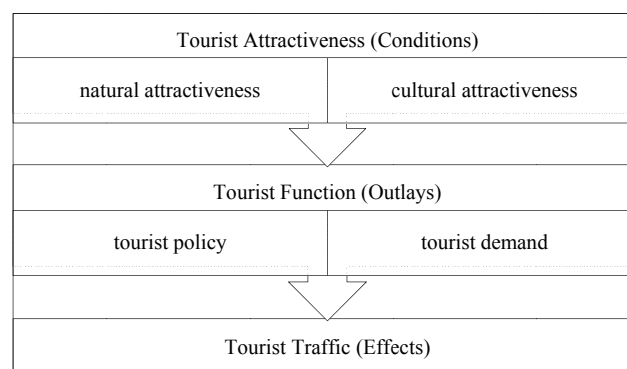 Tourist Attractiveness (Conditions)
natural attractiveness
cultural attractiveness
Tourist Function (Outlays)
tourist policy
tourist demand
Tourist Traffic (Effects)